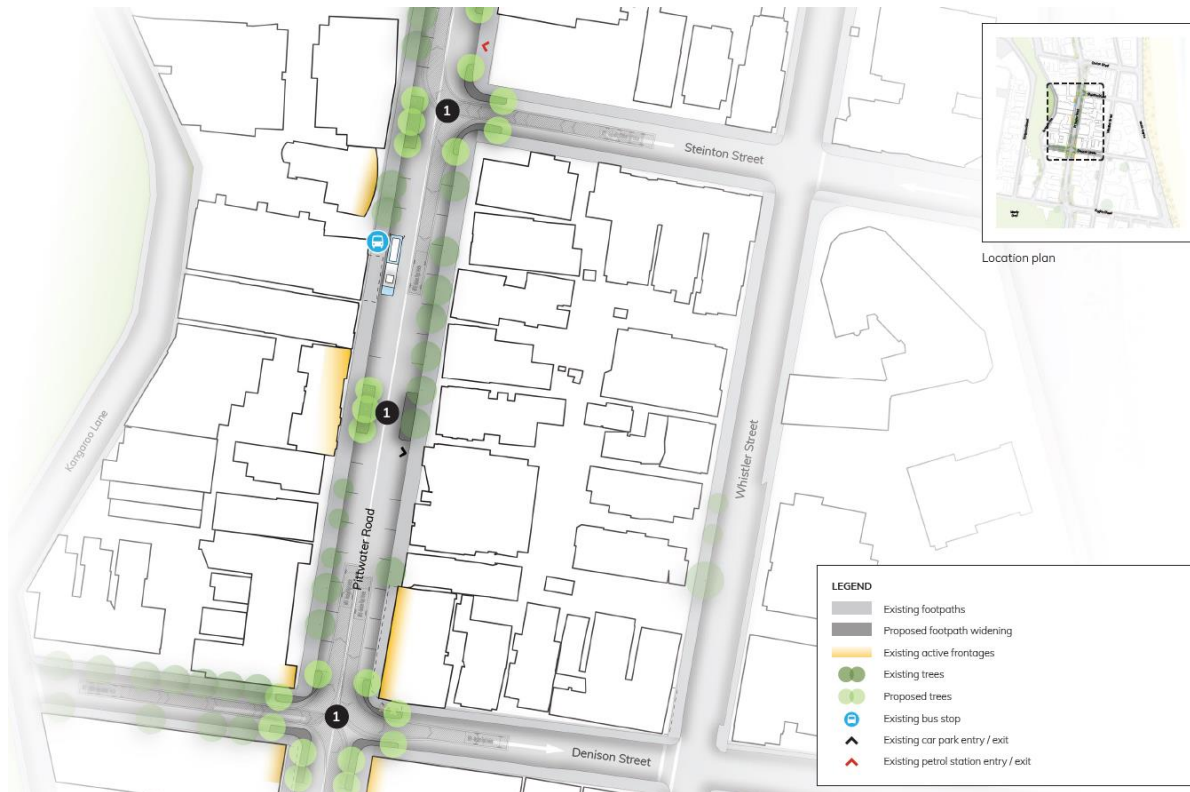 1
Steinton Street
Location plan
Kangaroo Lane
1
Whistler Street
Pittwater Road
1
Denison Street
LEGEND
Existing footpaths
Proposed footpath widening
Existing active frontages
Existing trees
Proposed trees
Existing bus stop
Existing car park entry / exit
Existing petrol station entry / exit